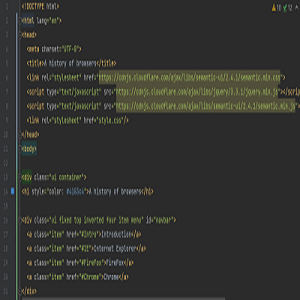 <!DOCTYPE html>
<html lang="en">
<head>
<meta charset="UTF-8">
<title>A history of browsers</title>
<link rel="stylesheet" href="https://cdnjs.cloudflare.com/ajax/libs/semantic-ui/2.4.1/semantic.min.css">
<script type="text/javascript" src="https://cdnjs.cloudflare.com/ajax/libs/jquery/3.3.1/jquery.min.js"></scrip
<script type="text/javascript" src="https://cdnjs.cloudflare.com/ajax/libs/semantic-ui/2.4.1/semantic.min.js">
<link rel="stylesheet" href="style.css"/>
</head>
<body>
<div class="ui container">
<h1 style="color: #4183c4">A history of browsers</h1>
<div class="ui fixed top inverted four item menu" id="navbar">
<a class="item" href="#Intro">Introduction</a>
<a class="item" href="#IE">Internet Explorer</a>
<a class="item" href="#FireFox">FireFox</a>
<a class="item" href="#Chrome">Chrome</a>
</div>